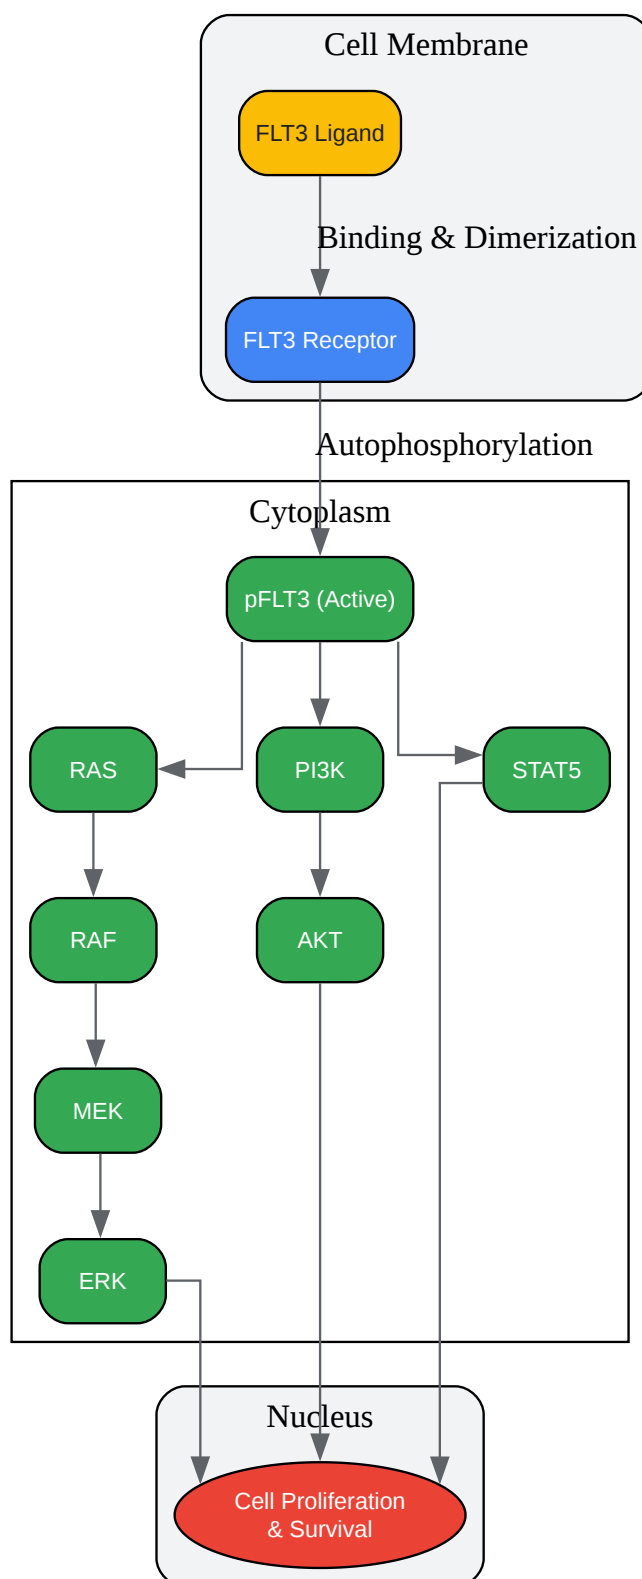 Cell Membrane
FLT3 Ligand
Binding & Dimerization
FLT3 Receptor
Autophosphorylation
Cytoplasm
pFLT3 (Active)
RAS
PI3K
STAT5
RAF
AKT
MEK
ERK
Nucleus
Cell Proliferation
& Survival